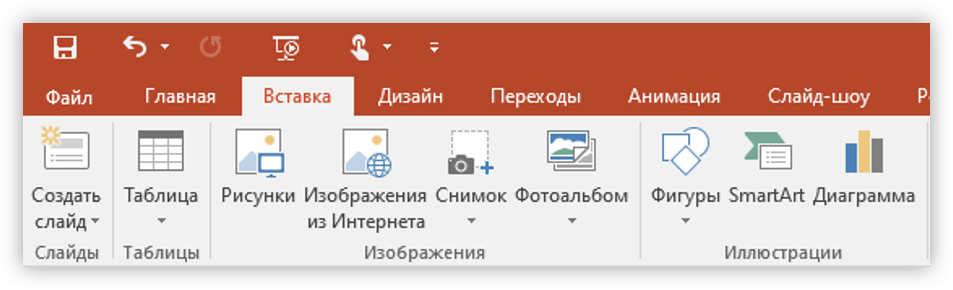 Файл Главная Вставка Дизайн Переходы Анимация Слайд-шоу
Создать Таблица Рисунки Изображения Снимок Фотоальбом Фигуры SmartArt Диаграмма
слайд из Интернета
Слайды Таблицы Изображения Иллюстрации